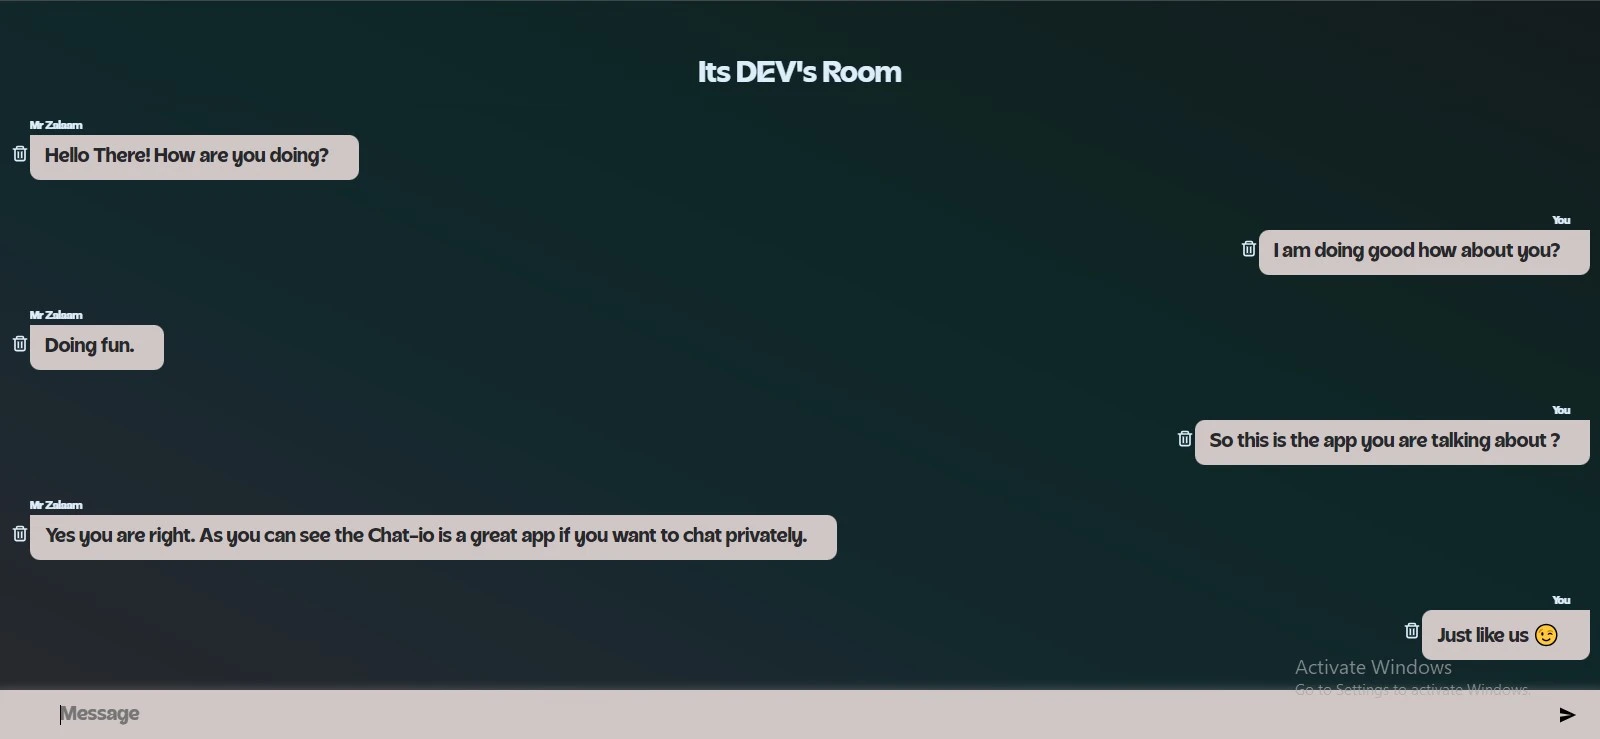 Its DEV's Room
Mr Zalaam
Hello There! How are you doing?
You
I am doing good how about you?
Mr Zalaam
Doing fun.
You
So this is the app you are talking about ?
Mr Zalaam
Yes you are right. As you can see the Chat-io is a great app if you want to chat privately.
You
Just like us 😉
Activate Windows
Go to Settings to activate Windows.
Message